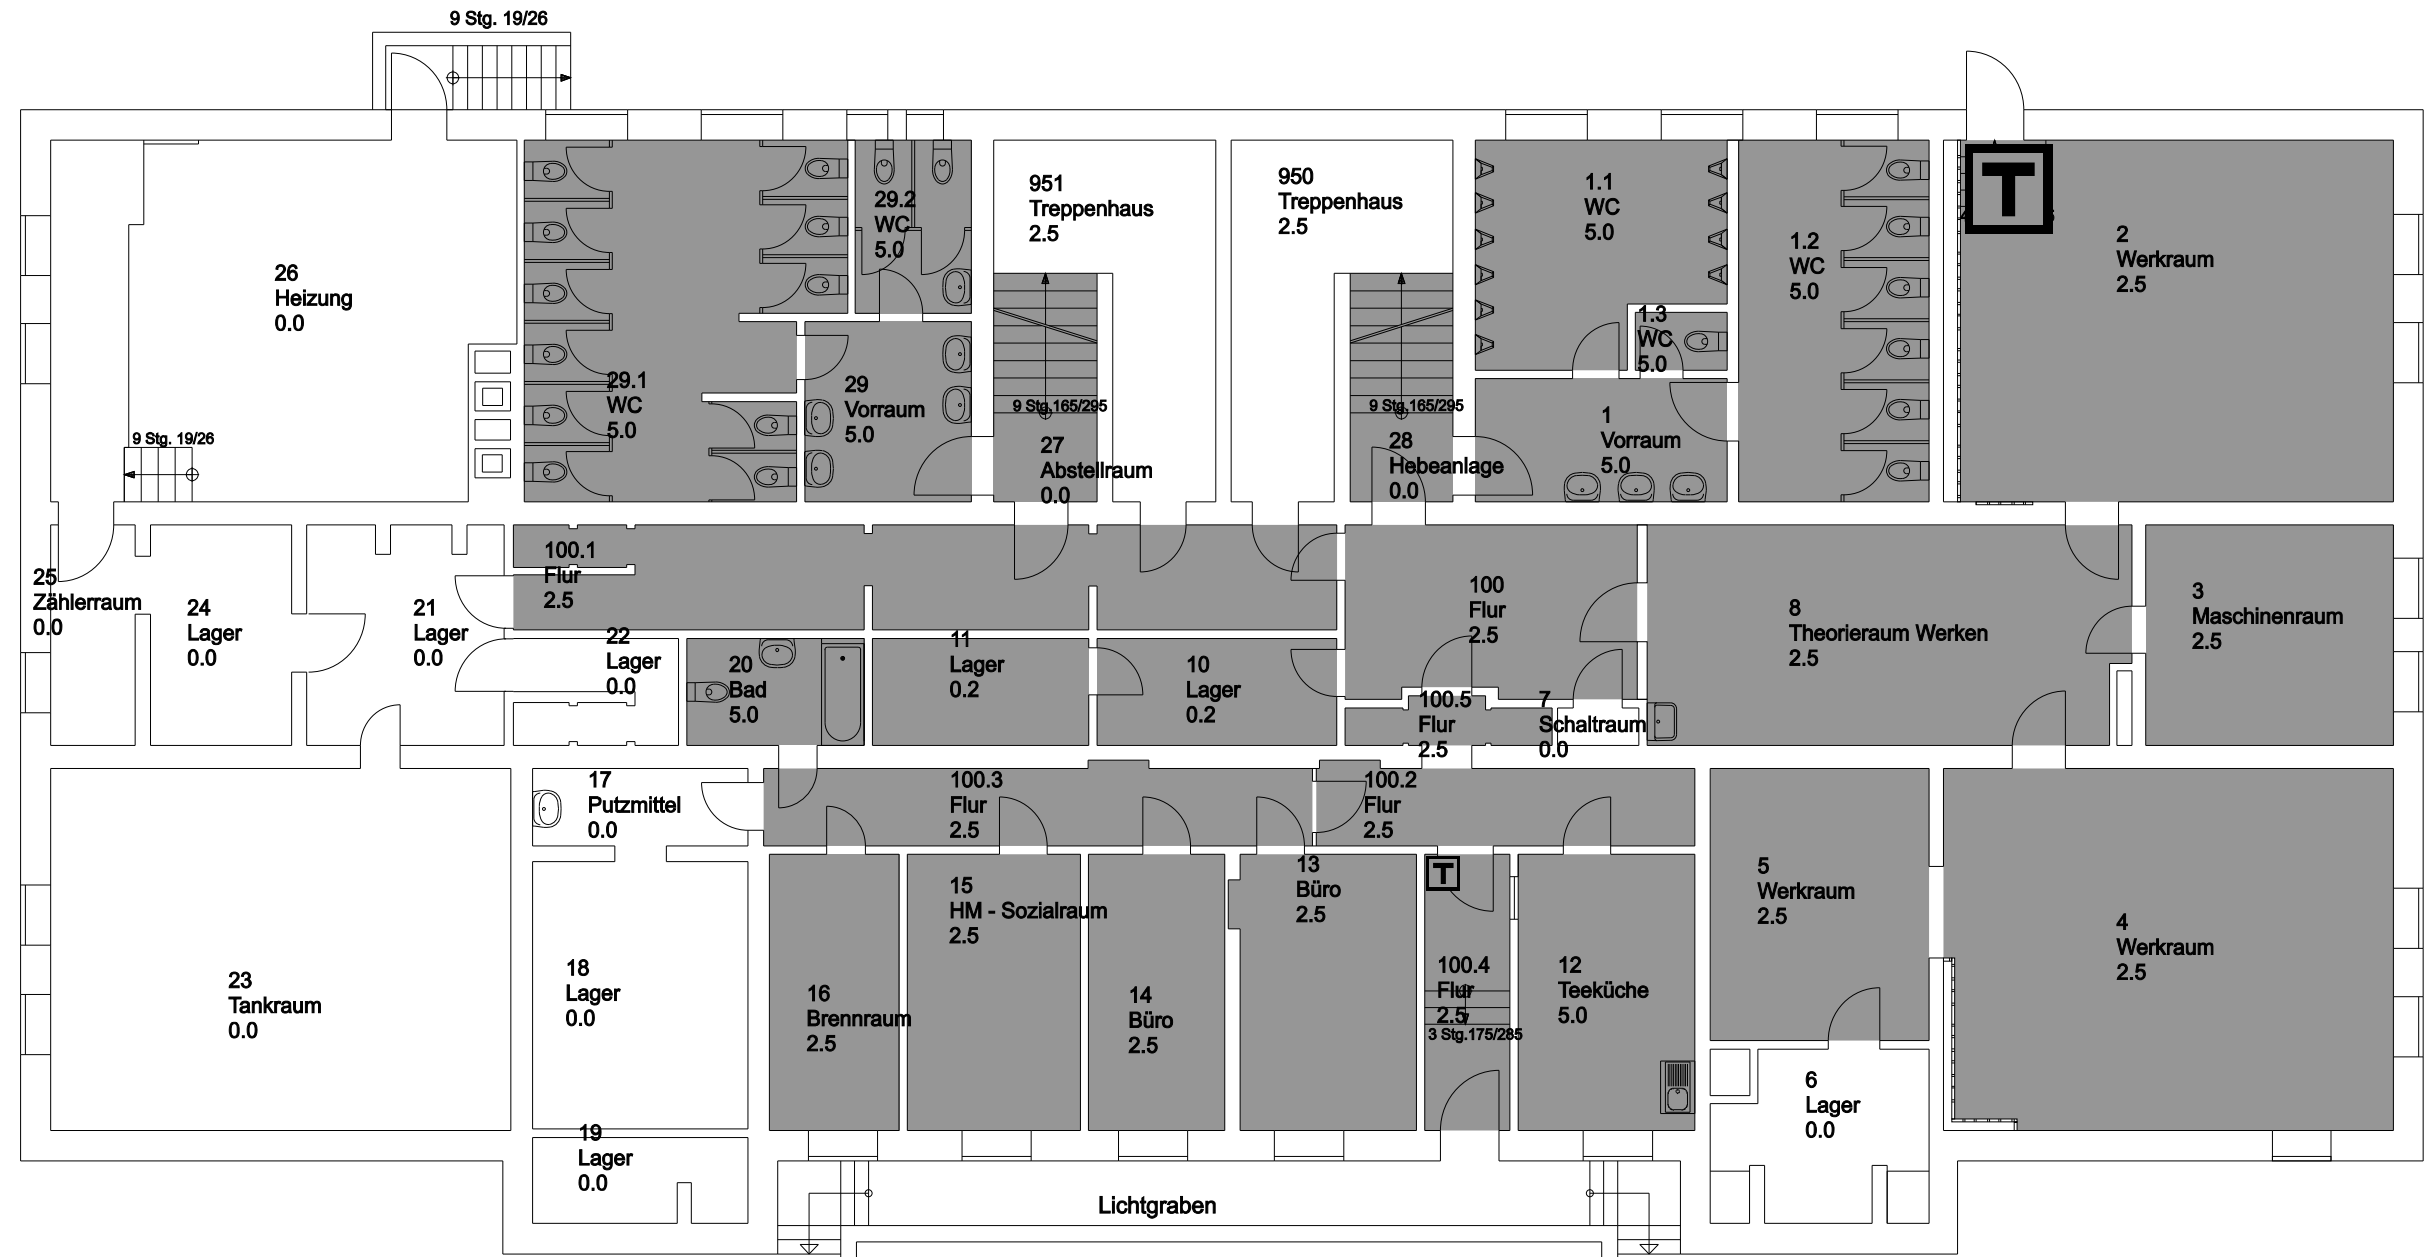 9 Stg. 19/26
26
Heizung
0.0
9 Stg. 19/26
29.1
WC
5.0
29.2
WC
5.0
29
Vorraum
5.0
951
Treppenhaus
2.5
9 Stg.165/295
27
Abstellraum
0.0
950
Treppenhaus
2.5
9 Stg.165/295
28
Hebeanlage
0.0
1.1
WC
5.0
1.3
WC
5.0
1
Vorraum
5.0
1.2
WC
5.0
T
2
Werkraum
2.5
25
Zählerraum
0.0
24
Lager
0.0
21
Lager
0.0
100.1
Flur
2.5
22
Lager
0.0
20
Bad
5.0
11
Lager
0.2
10
Lager
0.2
100
Flur
2.5
100.5
Flur
2.5
7
Schaltraum
0.0
8
Theorieraum Werken
2.5
3
Maschinenraum
2.5
23
Tankraum
0.0
17
Putzmittel
0.0
18
Lager
0.0
19
Lager
0.0
100.3
Flur
2.5
100.2
Flur
2.5
16
Brennraum
2.5
15
HM - Sozialraum
2.5
14
Büro
2.5
13
Büro
2.5
T
100.4
Flur
2.5
3 Stg.175/285
12
Teeküche
5.0
5
Werkraum
2.5
4
Werkraum
2.5
6
Lager
0.0
Lichtgraben